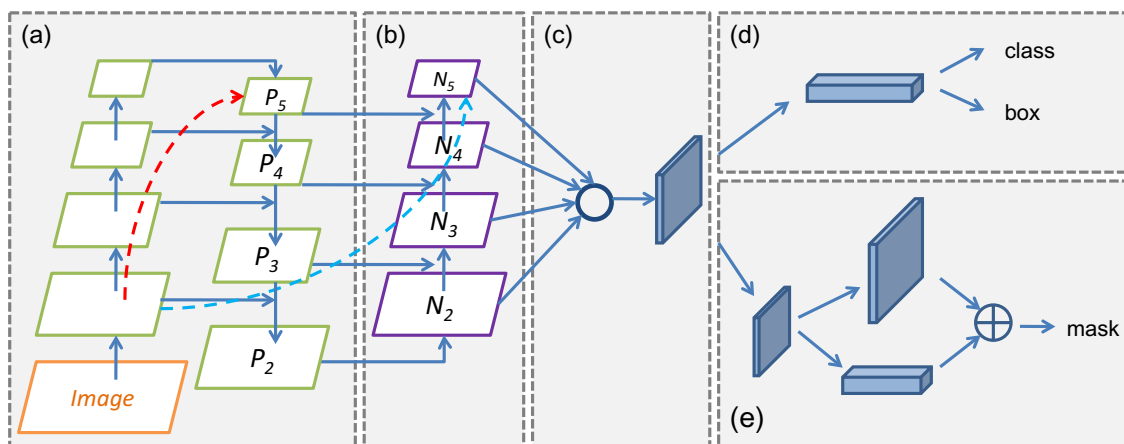 (a)
P5
P4
P3
P2
Image
(b)
N5
N4
N3
N2
(c)
(d)
class
box
(e)
mask